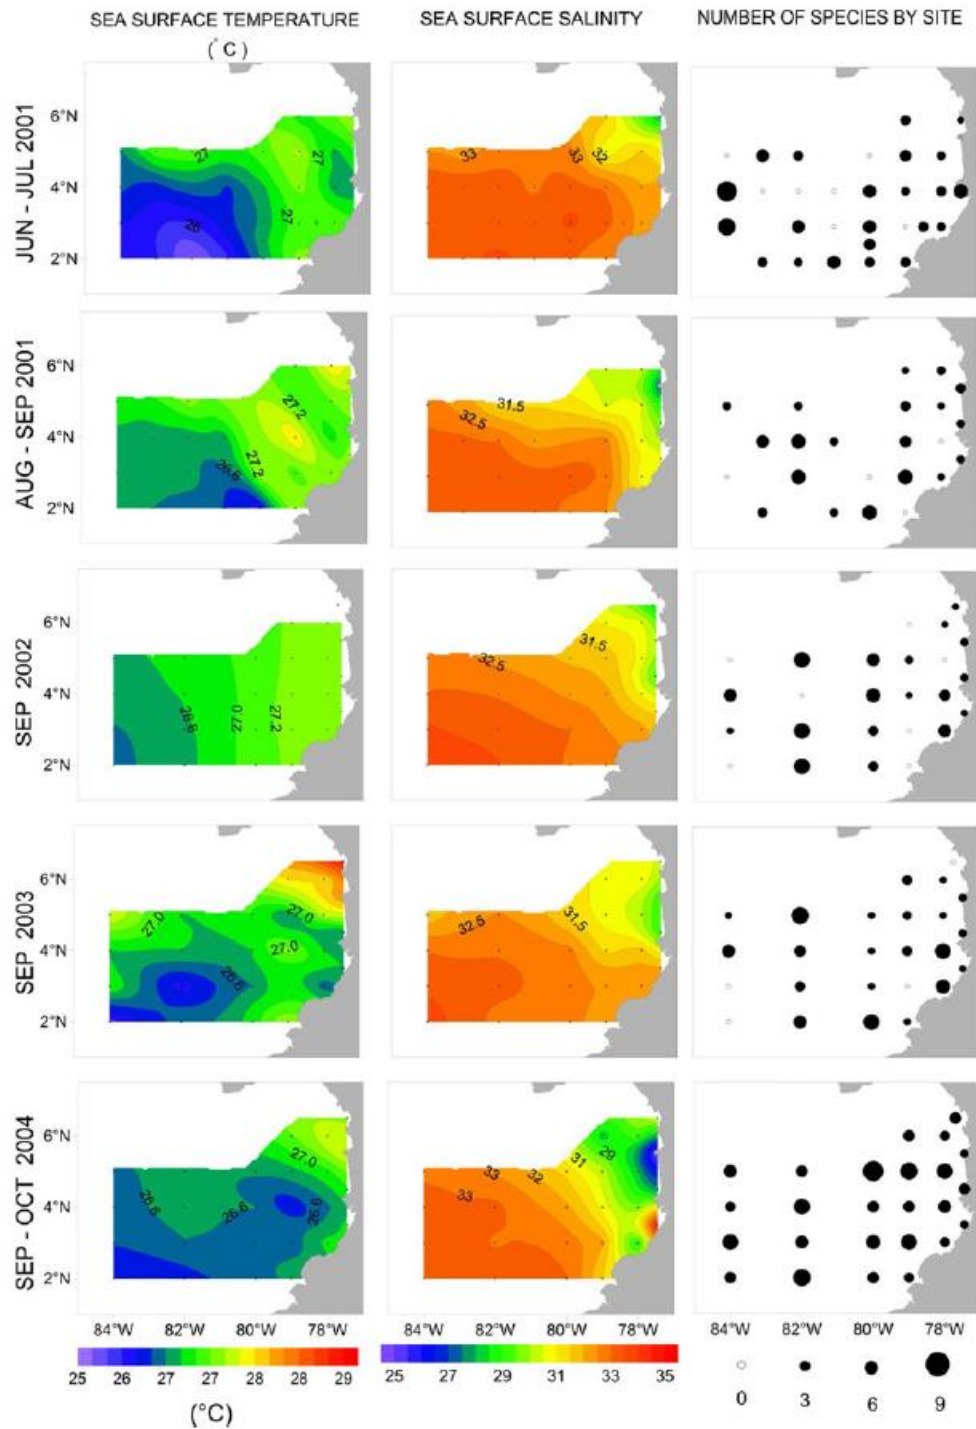 SEA SURFACE TEMPERATURE
(°C)
SEA SURFACE SALINITY
NUMBER OF SPECIES BY SITE
JUN - JUL 2001
6°N
4°N
2°N
27
27
27
26
33
33
32
AUG - SEP 2001
6°N
4°N
2°N
27.2
27.2
26.6
31.5
32.5
SEP 2002
6°N
4°N
2°N
26.6
27.0
27.2
32.5
31.5
SEP 2003
6°N
4°N
2°N
27.0
27.0
27.0
26.6
32.5
31.5
SEP - OCT 2004
6°N
4°N
2°N
27.0
26.6
26.6
26.6
33
33
32
31
29
84°W 82°W 80°W 78°W
84°W 82°W 80°W 78°W
84°W 82°W 80°W 78°W
25 26 27 25 28 29
(°C)
25 27 29 31 33 35
0 3 6 9